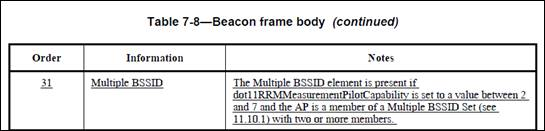 Table 7-8—Beacon frame body (continued)
Order Information Notes
31 Multiple BSSID The Multiple BSSID element is present if
dot11RRMMeasurementPilotCapability is set to a value between 2
and 7 and the AP is a member of a Multiple BSSID Set (see
11.10.1) with two or more members.